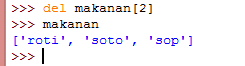 >>> del makanan[2]
>>> makanan
['roti', 'soto', 'sop']
>>>